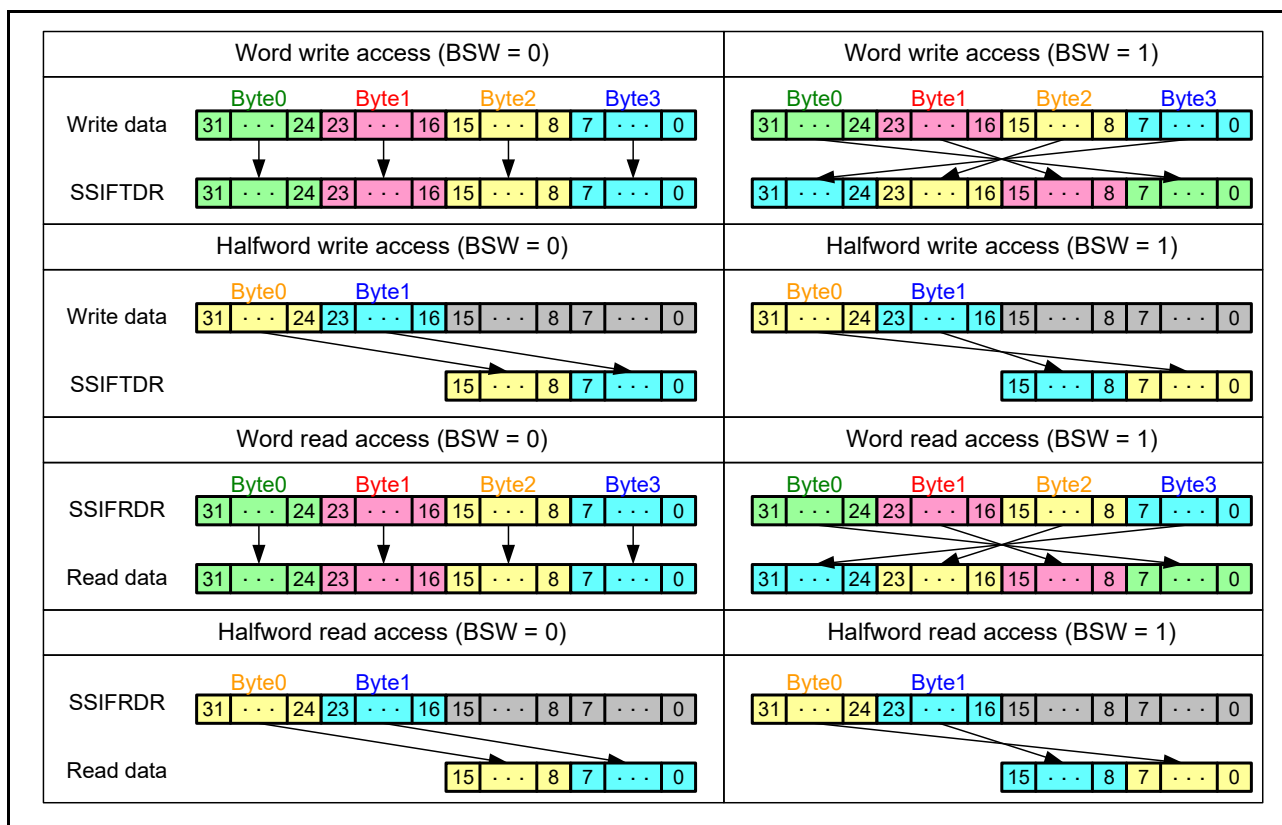 Word write access (BSW = 0) Word write access (BSW = 1)
Byte0 Byte1 Byte2 Byte3 Byte0 Byte1 Byte2 Byte3
Write data 31 ··· 24 23 ··· 16 15 ··· 8 7 ··· 0 31 ··· 24 23 ··· 16 15 ··· 8 7 ··· 0
SSIFTDR 31 ··· 24 23 ··· 16 15 ··· 8 7 ··· 0 31 ··· 24 23 ··· 16 15 ··· 8 7 ··· 0
Halfword write access (BSW = 0) Halfword write access (BSW = 1)
Byte0 Byte1 Byte0 Byte1
Write data 31 ··· 24 23 ··· 16 15 ··· 8 7 ··· 0 31 ··· 24 23 ··· 16 15 ··· 8 7 ··· 0
SSIFTDR 15 ··· 8 7 ··· 0 15 ··· 8 7 ··· 0
Word read access (BSW = 0) Word read access (BSW = 1)
Byte0 Byte1 Byte2 Byte3 Byte0 Byte1 Byte2 Byte3
SSIFRDR 31 ··· 24 23 ··· 16 15 ··· 8 7 ··· 0 31 ··· 24 23 ··· 16 15 ··· 8 7 ··· 0
Read data 31 ··· 24 23 ··· 16 15 ··· 8 7 ··· 0 31 ··· 24 23 ··· 16 15 ··· 8 7 ··· 0
Halfword read access (BSW = 0) Halfword read access (BSW = 1)
Byte0 Byte1 Byte0 Byte1
SSIFRDR 31 ··· 24 23 ··· 16 15 ··· 8 7 ··· 0 31 ··· 24 23 ··· 16 15 ··· 8 7 ··· 0
Read data 15 ··· 8 7 ··· 0 15 ··· 8 7 ··· 0